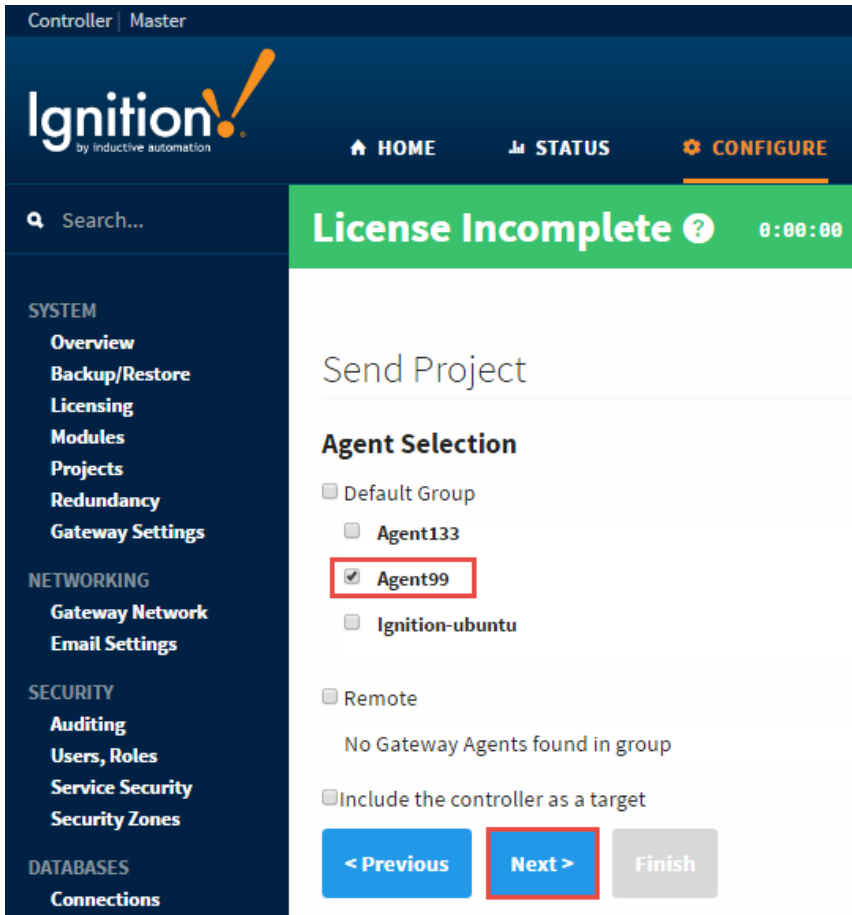 Controller | Master
Ignition!
by inductive automation
HOME STATUS CONFIGURE
Search...
License Incomplete ? 0:00:00
SYSTEM
Overview
Backup/Restore
Licensing
Modules
Projects
Redundancy
Gateway Settings
NETWORKING
Gateway Network
Email Settings
SECURITY
Auditing
Users, Roles
Service Security
Security Zones
DATABASES
Connections
Send Project
Agent Selection
Default Group
Agent133
Agent99
Ignition-ubuntu
Remote
No Gateway Agents found in group
Include the controller as a target
< Previous Next > Finish